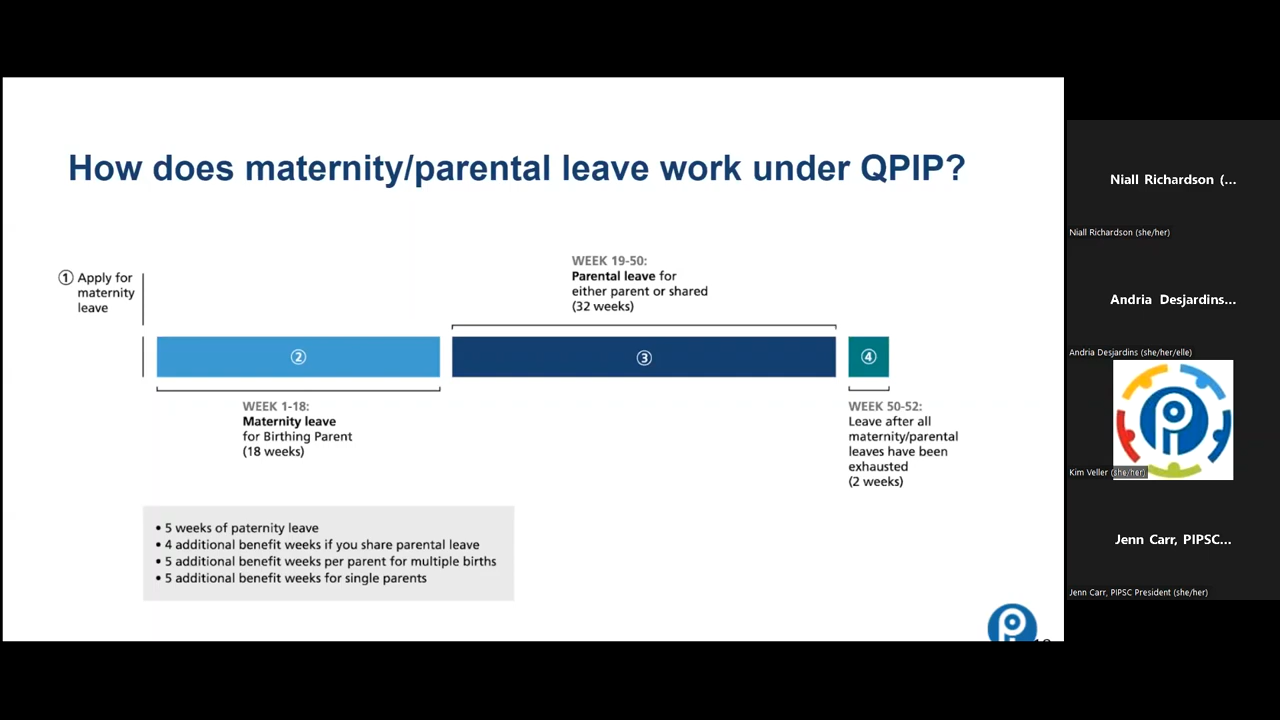 How does maternity/parental leave work under QPIP?
① Apply for
maternity
leave
WEEK 19-50:
Parental leave for
either parent or shared
(32 weeks)
②
③
④
WEEK 1-18:
Maternity leave
for Birthing Parent
(18 weeks)
WEEK 50-52:
Leave after all
maternity/parental
leaves have been
exhausted
(2 weeks)
• 5 weeks of paternity leave
• 4 additional benefit weeks if you share parental leave
• 5 additional benefit weeks per parent for multiple births
• 5 additional benefit weeks for single parents
Niall Richardson (...
Niall Richardson (she/her)
Andria Desjardins...
Andria Desjardins (she/her/elle)
Kim Veller (she/her)
Jenn Carr, PIPSC...
Jenn Carr, PIPSC President (she/her)